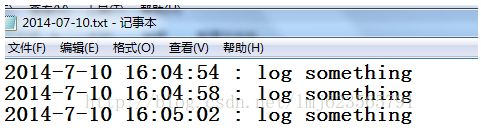 2014-07-10.txt - 记事本
文件(F) 编辑(E) 格式(O) 查看(V) 帮助(H)
2014-7-10 16:04:54 : log something
2014-7-10 16:04:58 : log something
2014-7-10 16:05:02 : log something